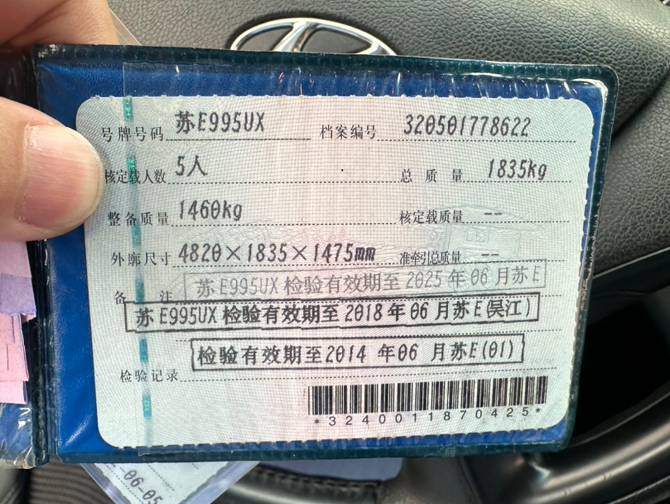 号牌号码 苏E995UX 档案编号 320501778622
核定载人数 5人 总质量 1835kg
整备质量 1460kg 核定载质量 --
外廓尺寸 4820×1835×1475mm 准牵引总质量 --
备注 苏E995UX检验有效期至2025年06月苏E
苏E995UX检验有效期至2018年06月苏E(吴江)
检验有效期至2014年06月苏E(01)
检验记录
*3240011870425*
06-05